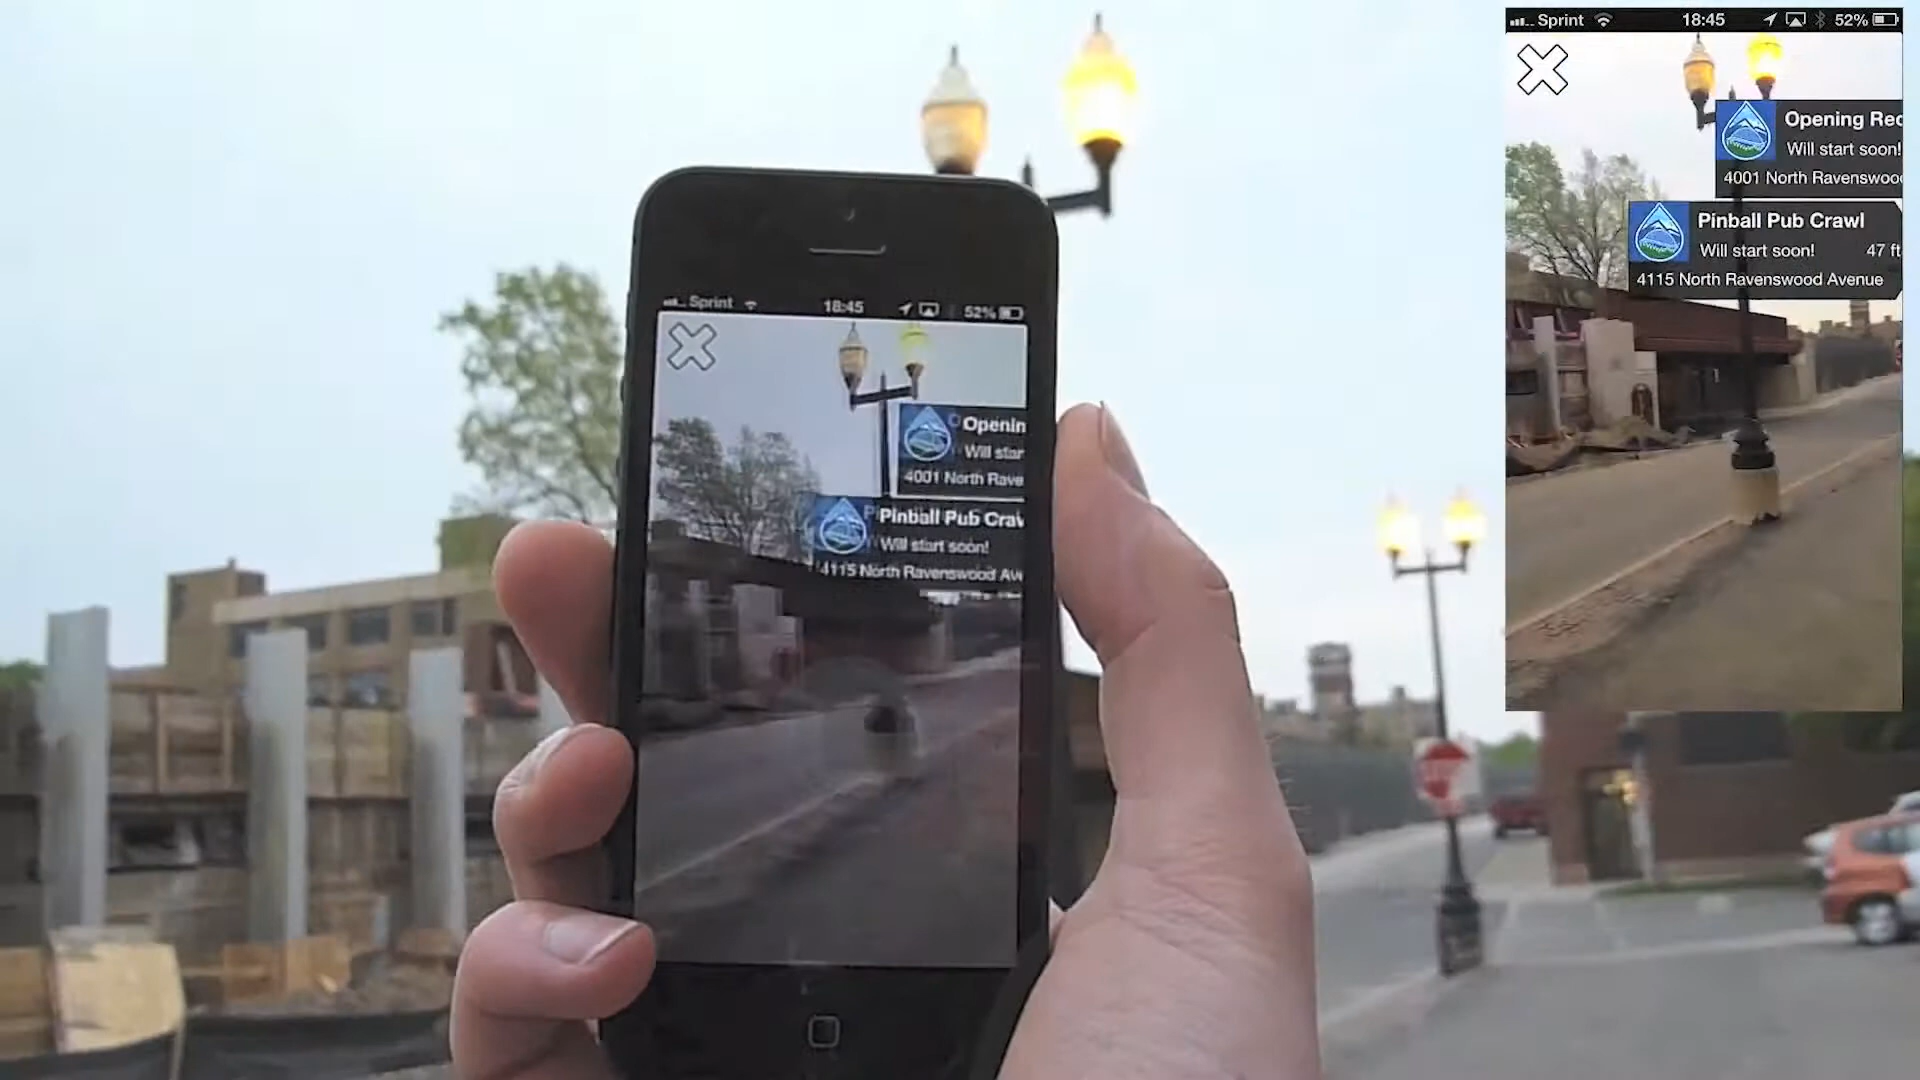 Sprint 18:45 52%
Openin
Will star
4001 North Rave
Pinball Pub Craw
Will start soon!
4115 North Ravenswood Av
Sprint 18:45 52%
Opening Rec
Will start soon!
4001 North Ravenswoo
Pinball Pub Crawl
Will start soon! 47 ft
4115 North Ravenswood Avenue